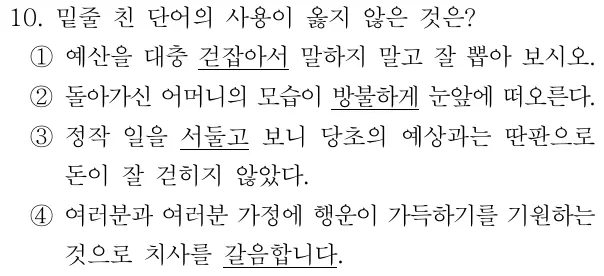 10. 밑줄 친 단어의 사용이 옳지 않은 것은?
① 예산을 대충 걷잡아서 말하지 말고 잘 뽑아 보시오.
② 돌아가신 어머니의 모습이 방불하게 눈앞에 떠오른다.
③ 정작 일을 서둘고 보니 당초의 예상과는 딴판으로
돈이 잘 걷히지 않았다.
④ 여러분과 여러분 가정에 행운이 가득하기를 기원하는
것으로 치사를 갈음합니다.